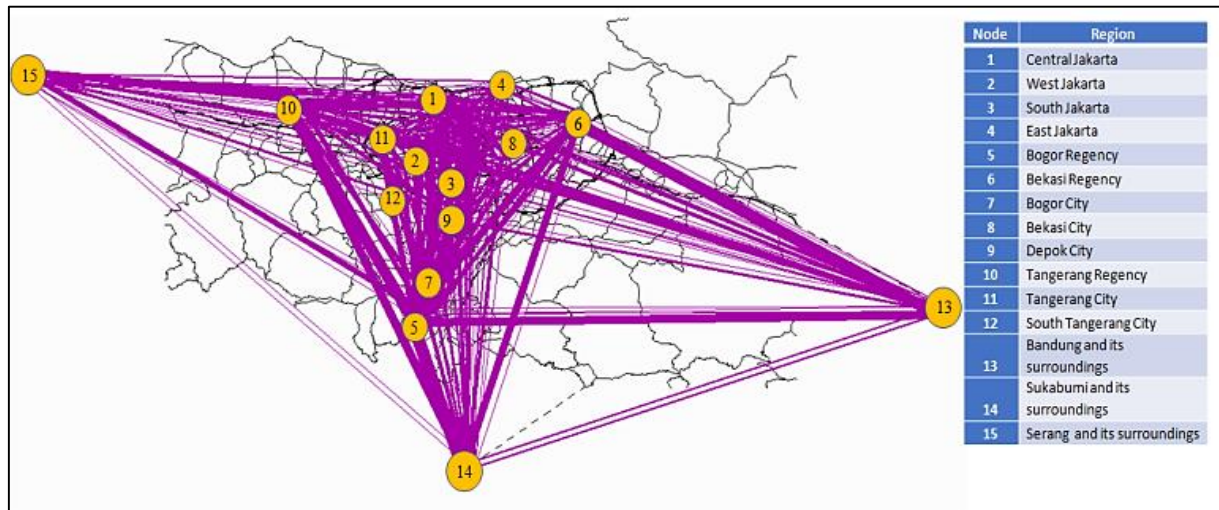 15
10
1
4
6
11
2
8
12
3
9
7
5
13
14
Node Region
1 Central Jakarta
2 West Jakarta
3 South Jakarta
4 East Jakarta
5 Bogor Regency
6 Bekasi Regency
7 Bogor City
8 Bekasi City
9 Depok City
10 Tangerang Regency
11 Tangerang City
12 South Tangerang City
Bandung and its
13 surroundings
Sukabumi and its
14 surroundings
15 Serang and its surroundings